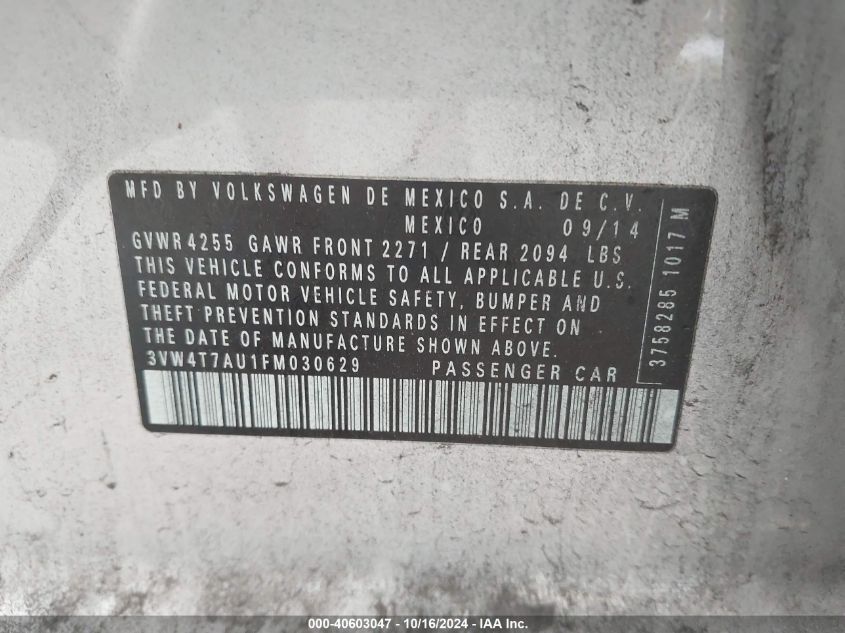 MFD BY VOLKSWAGEN DE MEXICO S.A. DE C.V.
MEXICO 09/14
GVWR 4255 GAWR FRONT 2271 / REAR 2094 LBS
THIS VEHICLE CONFORMS TO ALL APPLICABLE U.S.
FEDERAL MOTOR VEHICLE SAFETY, BUMPER AND
THEFT PREVENTION STANDARDS IN EFFECT ON
THE DATE OF MANUFACTURE SHOWN ABOVE.
3VW4T7AU1FM030629 PASSENGER CAR
3758285 1017 M
000-40603047 - 10/16/2024 - IAA Inc.